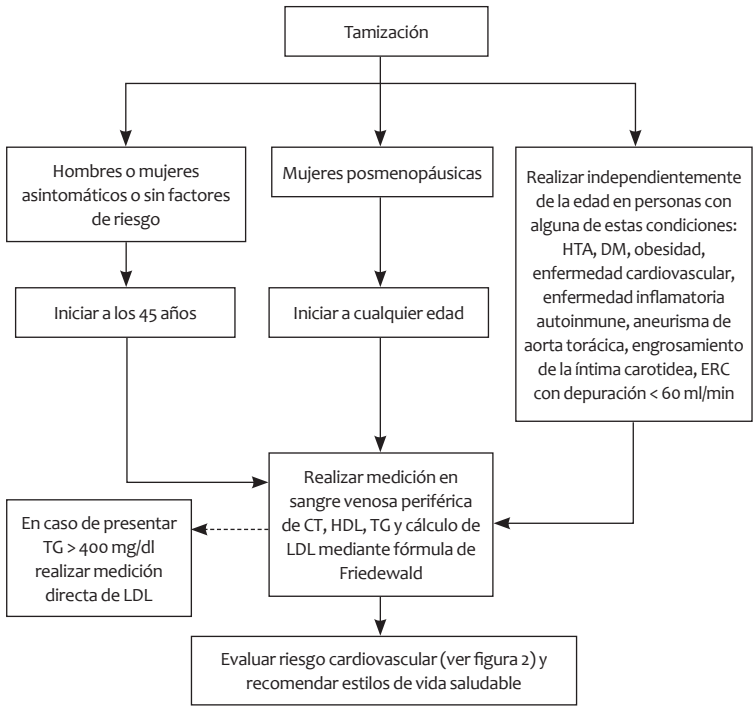 Tamización
Hombres o mujeres
asintomáticos o sin factores
de riesgo
Iniciar a los 45 años
Mujeres posmenopáusicas
Iniciar a cualquier edad
Realizar independientemente
de la edad en personas con
alguna de estas condiciones:
HTA, DM, obesidad,
enfermedad cardiovascular,
enfermedad inflamatoria
autoinmune, aneurisma de
aorta torácica, engrosamiento
de la íntima carotidea, ERC
con depuración < 60 ml/min
Realizar medición en
sangre venosa periférica
de CT, HDL, TG y cálculo de
LDL mediante fórmula de
Friedewald
En caso de presentar
TG > 400 mg/dl
realizar medición
directa de LDL
Evaluar riesgo cardiovascular (ver figura 2) y
recomendar estilos de vida saludable